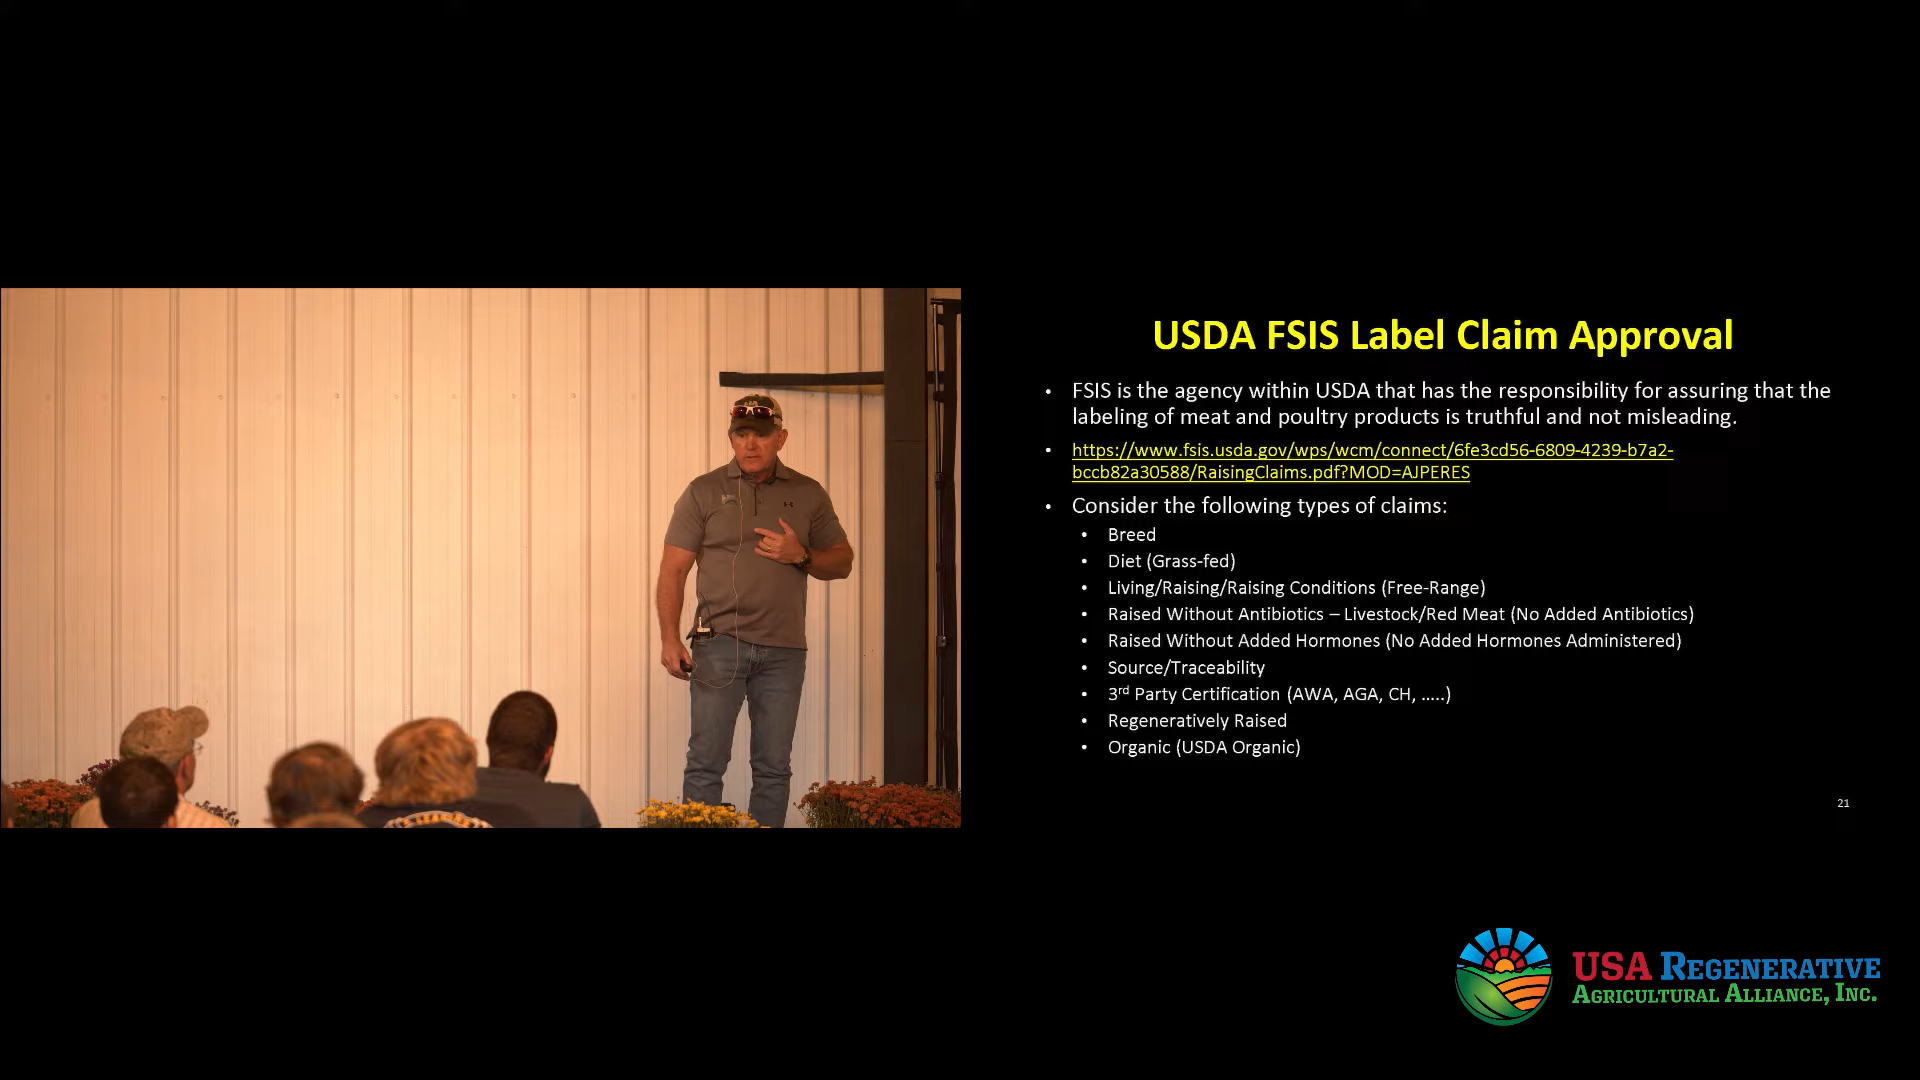 USDA FSIS Label Claim Approval
• FSIS is the agency within USDA that has the responsibility for assuring that the
labeling of meat and poultry products is truthful and not misleading.
• https://www.fsis.usda.gov/wps/wcm/connect/6fe3cd56-6809-4239-b7a2-
bccb82a30588/RaisingClaims.pdf?MOD=AJPERES
• Consider the following types of claims:
• Breed
• Diet (Grass-fed)
• Living/Raising/Raising Conditions (Free-Range)
• Raised Without Antibiotics – Livestock/Red Meat (No Added Antibiotics)
• Raised Without Added Hormones (No Added Hormones Administered)
• Source/Traceability
• 3rd Party Certification (AWA, AGA, CH, …..)
• Regeneratively Raised
• Organic (USDA Organic)
21
USA REGENERATIVE
AGRICULTURAL ALLIANCE, INC.